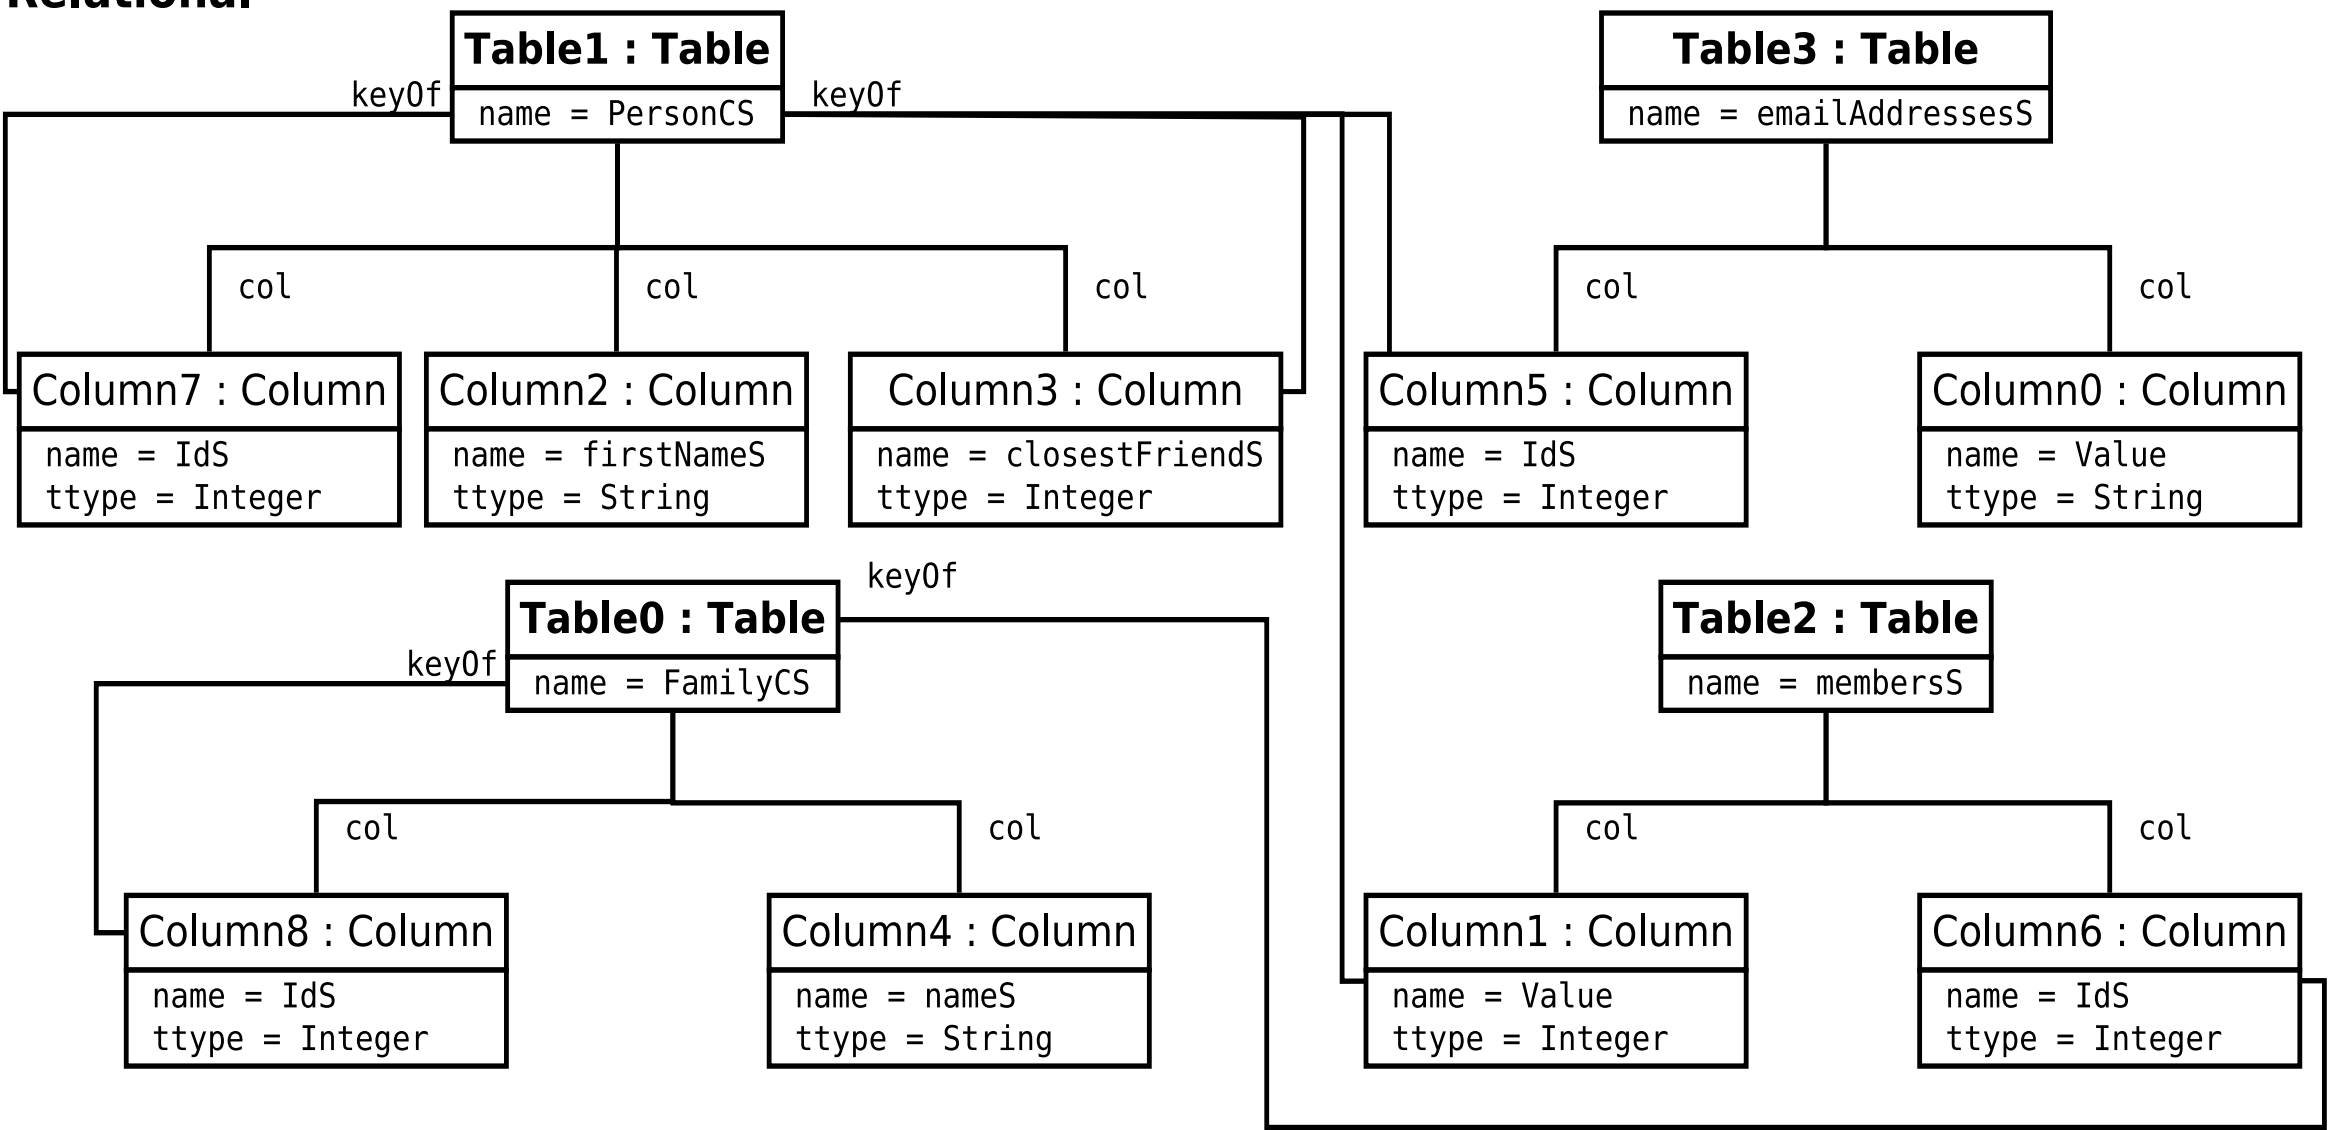 Relational
Table1 : Table
name = PersonCS
keyOf
keyOf
Table3 : Table
name = emailAddressesS
col
col
col
col
col
Column7 : Column
name = IdS
ttype = Integer
Column2 : Column
name = firstNameS
ttype = String
Column3 : Column
name = closestFriendS
ttype = Integer
Column5 : Column
name = IdS
ttype = Integer
Column0 : Column
name = Value
ttype = String
keyOf
Table0 : Table
name = FamilyCS
keyOf
Table2 : Table
name = membersS
col
col
col
col
Column8 : Column
name = IdS
ttype = Integer
Column4 : Column
name = nameS
ttype = String
Column1 : Column
name = Value
ttype = Integer
Column6 : Column
name = IdS
ttype = Integer